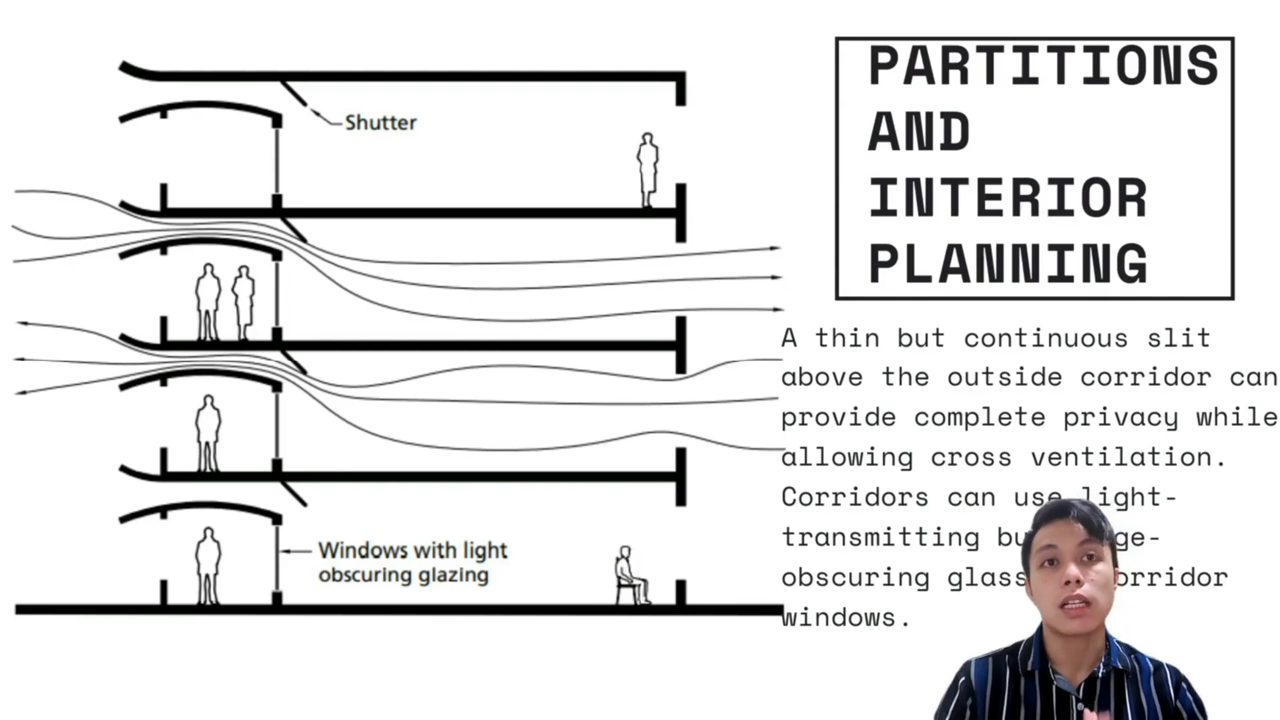 PARTITIONS
AND
INTERIOR
PLANNING
Shutter
Windows with light
obscuring glazing
A thin but continuous slit
above the outside corridor can
provide complete privacy while
allowing cross ventilation.
Corridors can use light-
transmitting
obscuring
windows.